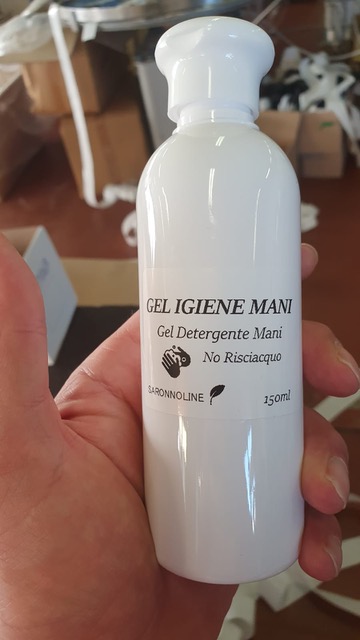 GEL IGIENE MANI
Gel Detergente Mani
No Risciacquo
SARONNOLINE
150ml